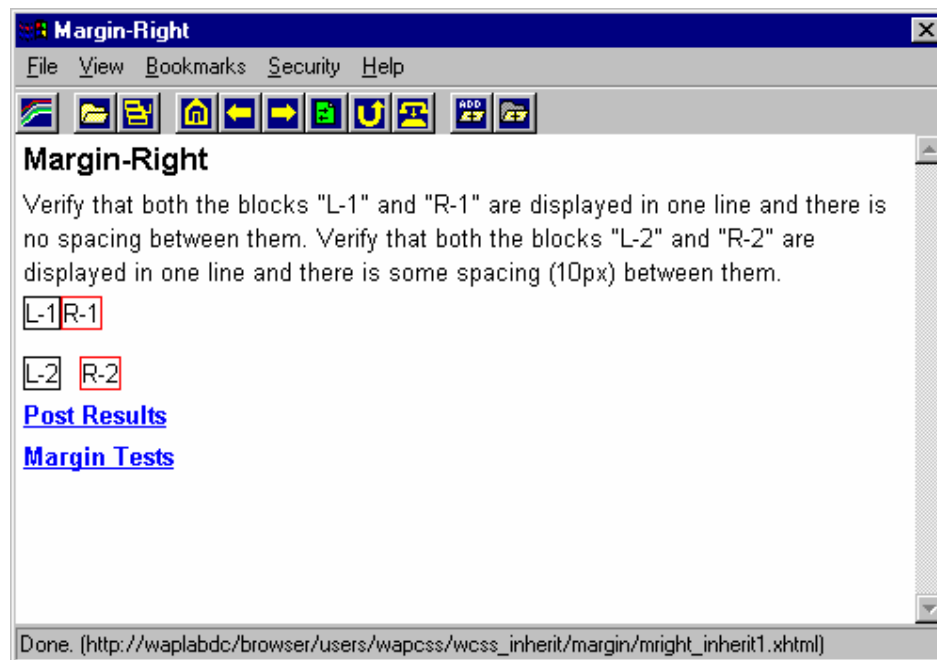 Margin-Right
File View Bookmarks Security Help
ADD
Margin-Right
Verify that both the blocks "L-1" and "R-1" are displayed in one line and there is
no spacing between them. Verify that both the blocks "L-2" and "R-2" are
displayed in one line and there is some spacing (10px) between them.
L-1 R-1
L-2 R-2
Post Results
Margin Tests
Done. (http://waplabdc/browser/users/wapcss/wcss_inherit/margin/mright_inherit1.xhtml)